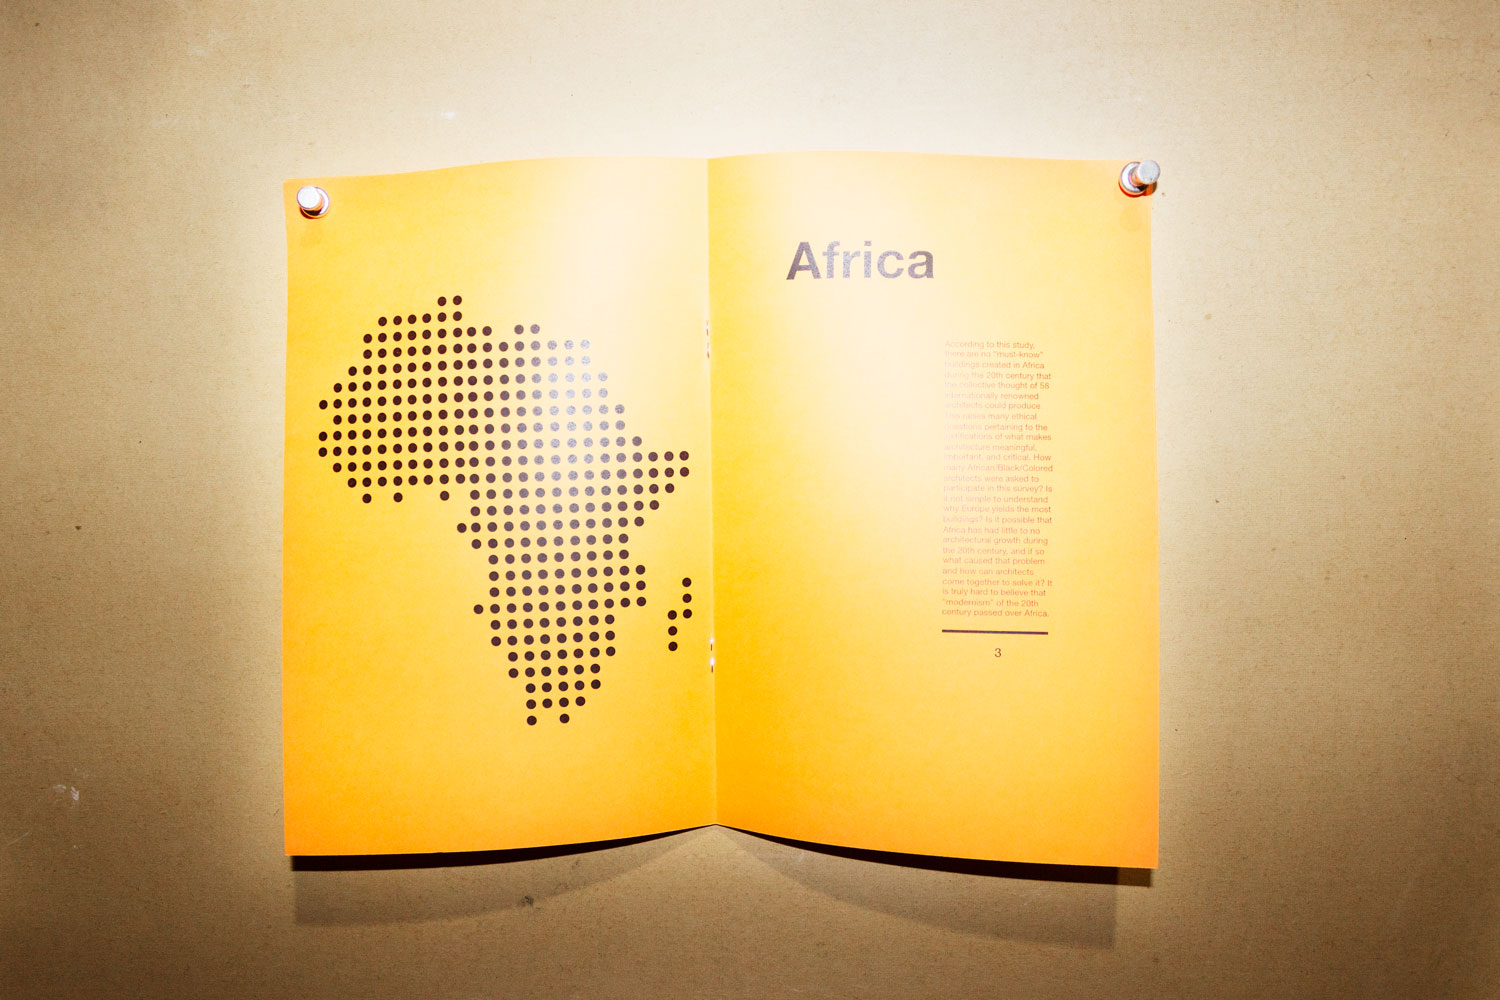 Africa
According to this study,
there are no "must-know"
buildings created in Africa
during the 20th century that
the collective thought of 58
internationally renowned
architects could produce.
This raises many ethical
questions pertaining to the
of what makes
architecture meaningful,
important, and critical. How
many African/Black/Colored
architects were asked to
participate in this survey? Is
it not simple to understand
why Europe yields the most
buildings? Is it possible that
Africa has had little to no
architectural growth during
the 20th century, and if so
what caused that problem
and how can architects
come together to solve it? It
is truly hard to believe that
"modernism" of the 20th
century passed over Africa.
3